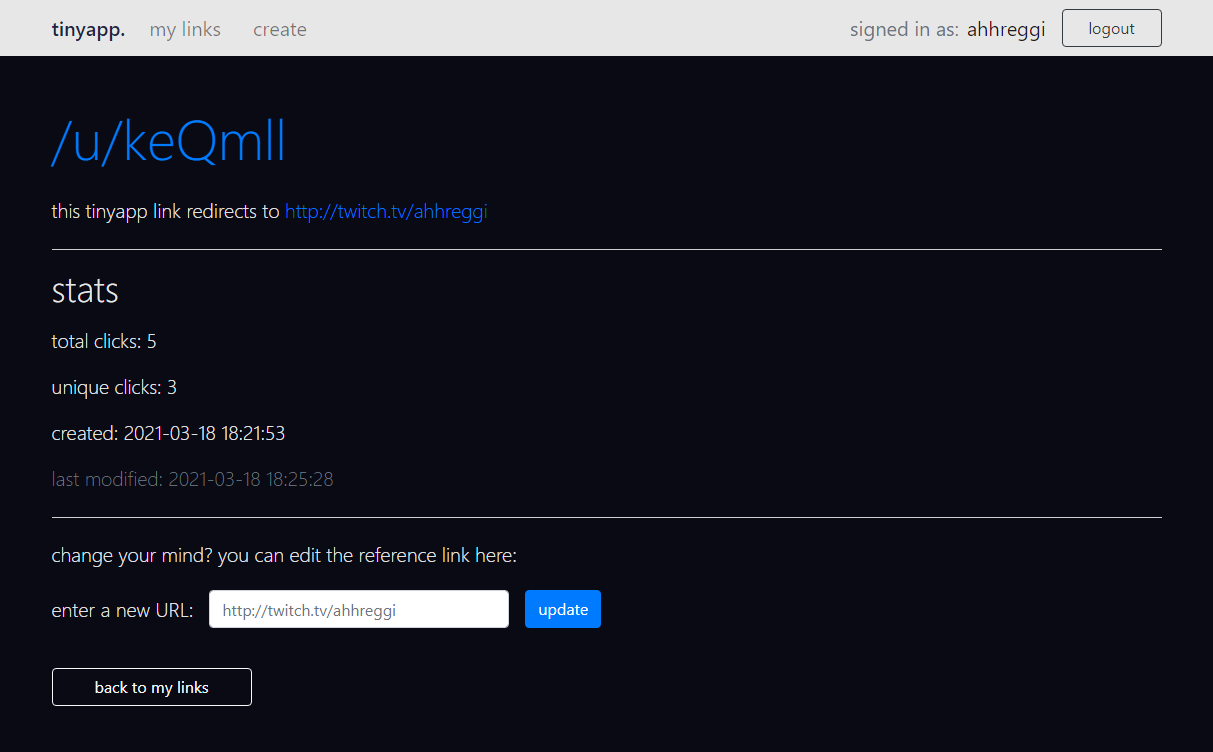 tinyapp. my links create signed in as: ahhreggi logout
/u/keQmll
this tinyapp link redirects to http://twitch.tv/ahhreggi
stats
total clicks: 5
unique clicks: 3
created: 2021-03-18 18:21:53
last modified: 2021-03-18 18:25:28
change your mind? you can edit the reference link here:
enter a new URL: http://twitch.tv/ahhreggi update
back to my links